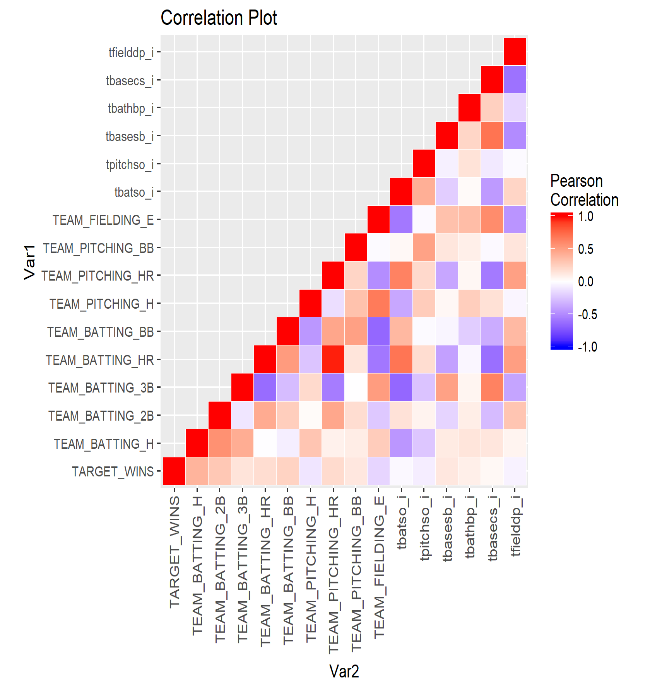 Correlation Plot
tfielddp_i
tbasecs_i
tbathbp_i
tbasesb_i
tpitchso_i
tbatso_i
TEAM_FIELDING_E
TEAM_PITCHING_BB
TEAM_PITCHING_HR
TEAM_PITCHING_H
TEAM_BATTING_BB
TEAM_BATTING_HR
TEAM_BATTING_3B
TEAM_BATTING_2B
TEAM_BATTING_H
TARGET_WINS
Var1
TARGET_WINS
TEAM_BATTING_H
TEAM_BATTING_2B
TEAM_BATTING_3B
TEAM_BATTING_HR
TEAM_BATTING_BB
TEAM_PITCHING_H
TEAM_PITCHING_HR
TEAM_PITCHING_BB
TEAM_FIELDING_E
tbatso_i
tpitchso_i
tbasesb_i
tbathbp_i
tbasecs_i
tfielddp_i
Var2
Pearson
Correlation
1.0
0.5
0.0
−0.5
−1.0